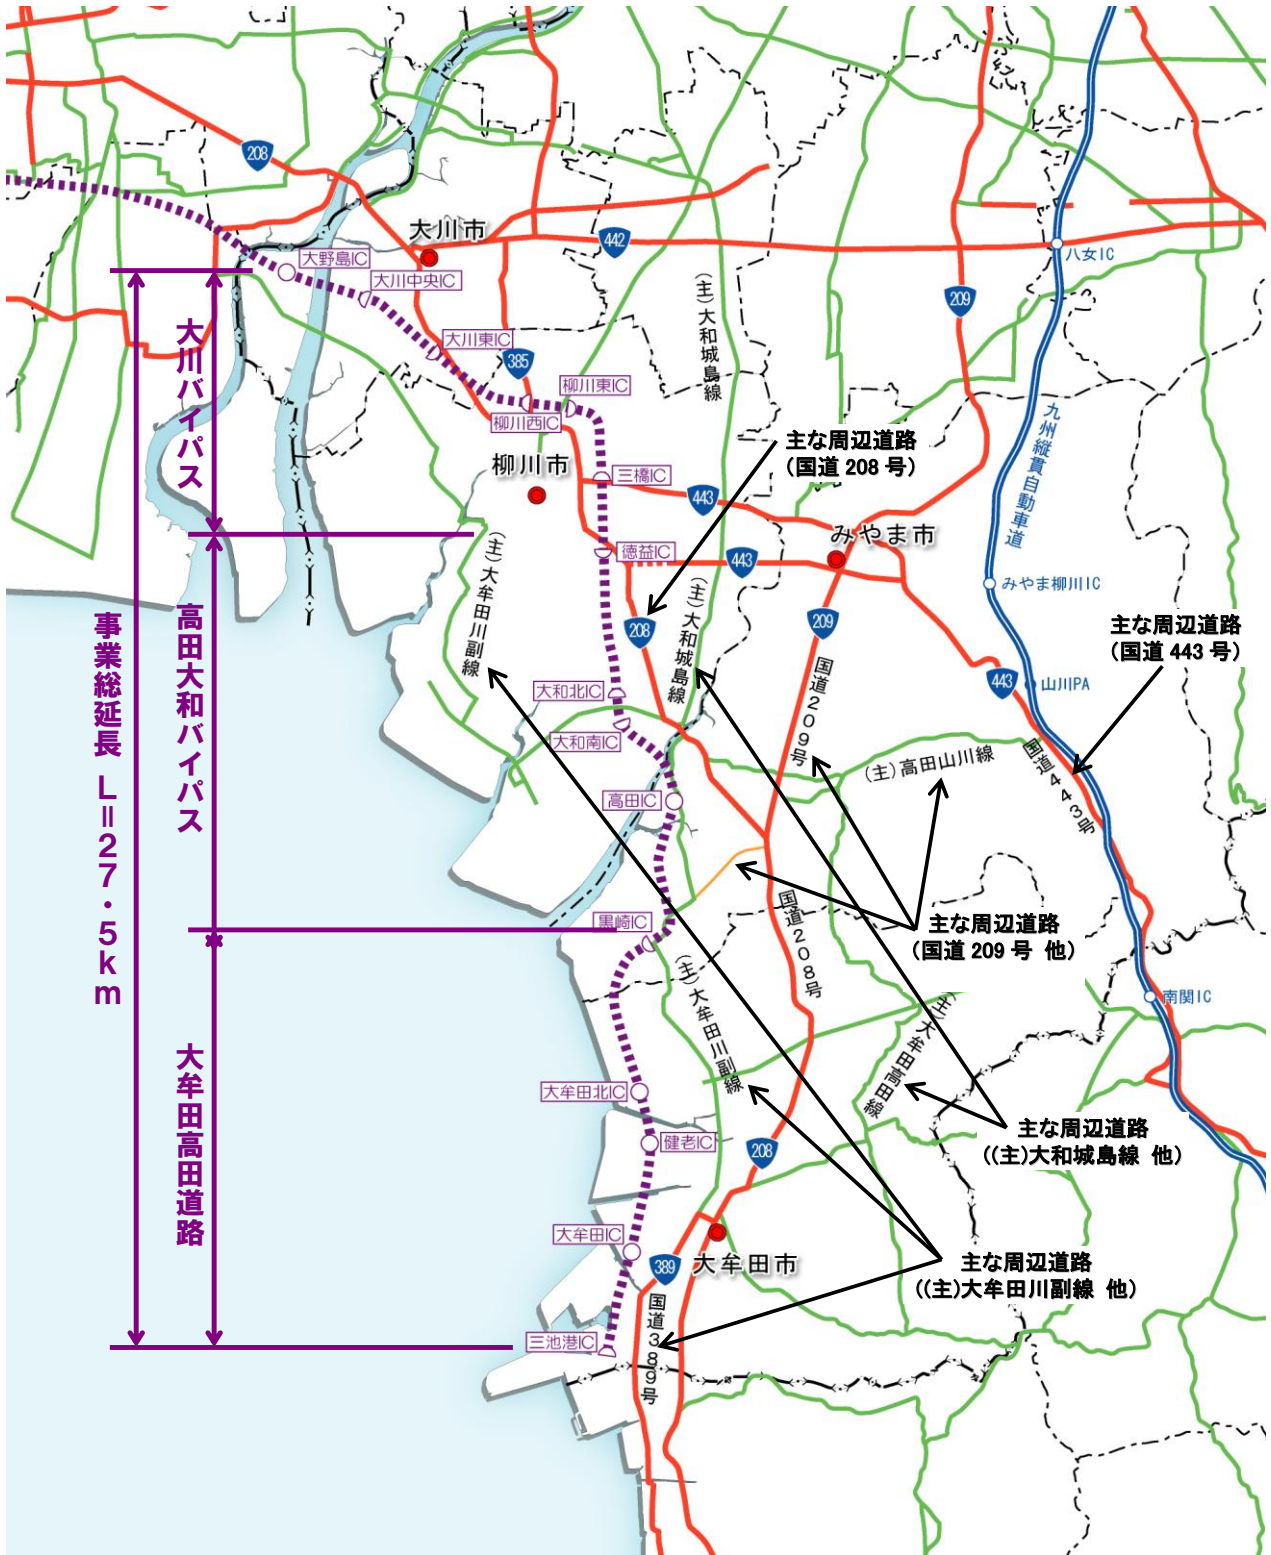 208
大川市
442
大野島IC
八女IC
大川中央IC
209
(主)大和城島線
大川バイパス
大川東IC
385
柳川東IC
柳川西IC
九州縦貫自動車道
主な周辺道路
(国道 208 号)
柳川市
三橋IC
443
みやま市
徳益IC
443
(主)大牟田川副線
(主)大和城島線
みやま柳川IC
事業総延長 L=27・5km
高田大和バイパス
208
209
主な周辺道路
(国道 443 号)
国道209号
443
山川PA
大和北IC
大和南IC
(主)高田山川線
国道443号
高田IC
国道208号
黒崎IC
主な周辺道路
(国道 209 号 他)
(主)大牟田川副線
南関IC
主)大牟田高田線
大牟田高田道路
大牟田北IC
健老IC
208
主な周辺道路
((主)大和城島線 他)
大牟田IC
389
大牟田市
主な周辺道路
((主)大牟田川副線 他)
国道389号
三池港IC